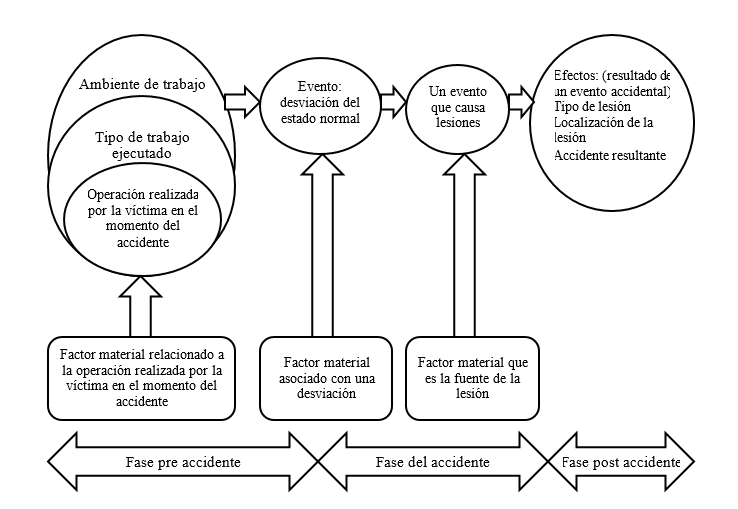 Ambiente de trabajo
Tipo de trabajo
ejecutado
Operación realizada
por la víctima en el
momento del
accidente
Evento:
desviación del
estado normal
Un evento
que causa
lesiones
Efectos: (resultado de
un evento accidental)
Tipo de lesión
Localización de la
lesión
Accidente resultante
Factor material relacionado a
la operación realizada por la
víctima en el momento del
accidente
Factor material
asociado con una
desviación
Factor material que
es la fuente de la
lesión
Fase pre accidente
Fase del accidente
Fase post accidente